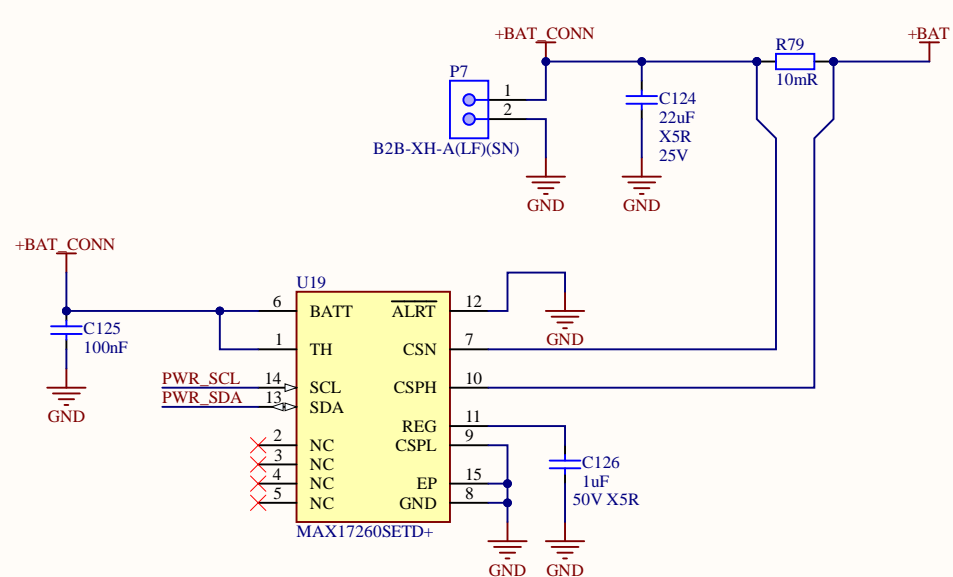 +BAT_CONN
+BAT
R79
10mR
P7
1
2
B2B-XH-A(LF)(SN)
C124
22uF
X5R
25V
GND
GND
+BAT_CONN
C125
100nF
GND
U19
6 BATT
1 TH
PWR_SCL 14 SCL
PWR_SDA 13 SDA
2 NC
3 NC
4 NC
5 NC
ALRT 12
CSN 7
CSPH 10
REG 11
CSPL 9
EP 15
GND 8
MAX17260SETD+
GND
C126
1uF
50V X5R
GND
GND